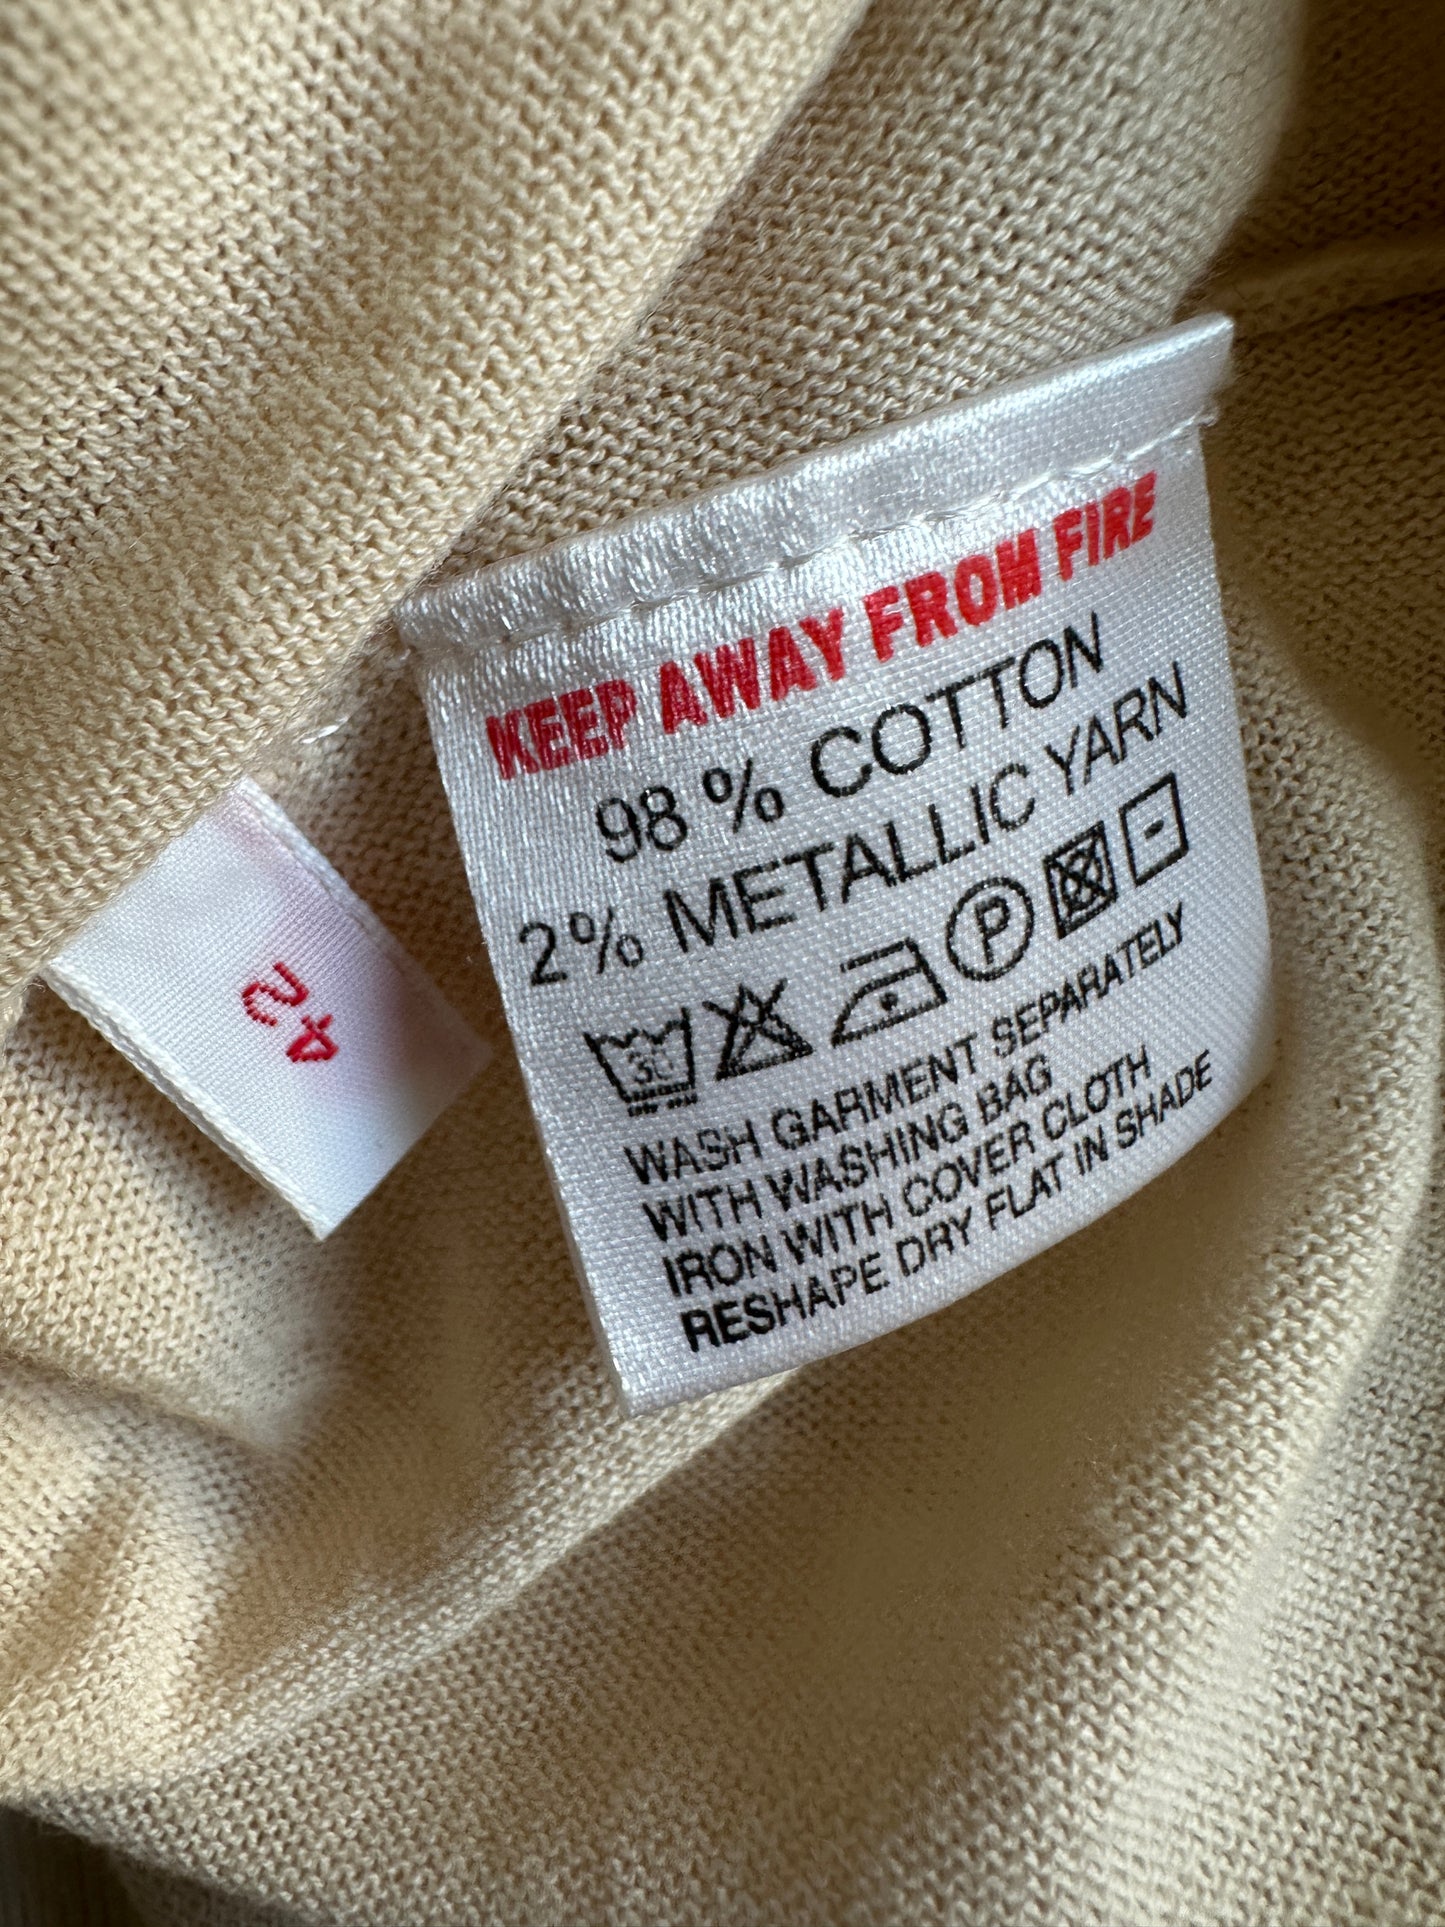 KEEP AWAY FROM FIRE
98 % COTTON
2% METALLIC YARN
30
P
WASH GARMENT SEPARATELY
WITH WASHING BAG
IRON WITH COVER CLOTH
RESHAPE DRY FLAT IN SHADE
42